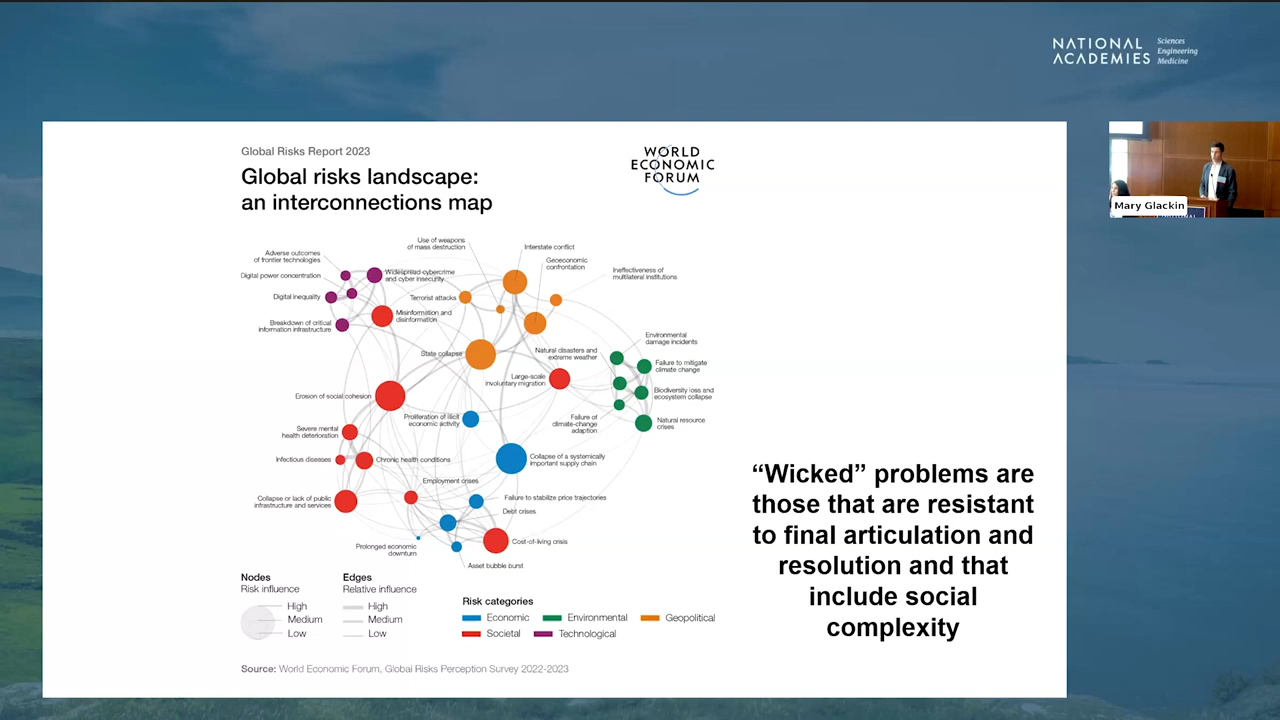 NATIONAL
ACADEMIES
Sciences
Engineering
Medicine
Global Risks Report 2023
Global risks landscape:
an interconnections map
WORLD
ECONOMIC
FORUM
Mary Glackin
Use of weapons
of mass destruction
Interstate conflict
Adverse outcomes
of frontier technologies
Geoeconomic
confrontation
Digital power concentration
Widespread cybercrime
and cyber insecurity
Ineffectiveness of
multilateral institutions
Digital inequality
Terrorist attacks
Misinformation and
disinformation
Breakdown of critical
information infrastructure
Environmental
damage incidents
State collapse
Natural disasters and
extreme weather
Failure to mitigate
climate change
Large-scale
involuntary migration
Biodiversity loss and
ecosystem collapse
Erosion of social cohesion
Proliferation of illicit
economic activity
Failure of
climate-change
adaption
Natural resource
crises
Severe mental
health deterioration
Infectious diseases
Chronic health conditions
Collapse of a systemically
important supply chain
Employment crises
Collapse or lack of public
infrastructure and services
Failure to stabilize price trajectories
Debt crises
Prolonged economic
downturn
Cost-of-living crisis
Asset bubble burst
Nodes
Risk influence
High
Medium
Low
Edges
Relative influence
High
Medium
Low
Risk categories
Economic
Environmental
Geopolitical
Societal
Technological
Source: World Economic Forum, Global Risks Perception Survey 2022-2023
“Wicked” problems are
those that are resistant
to final articulation and
resolution and that
include social
complexity